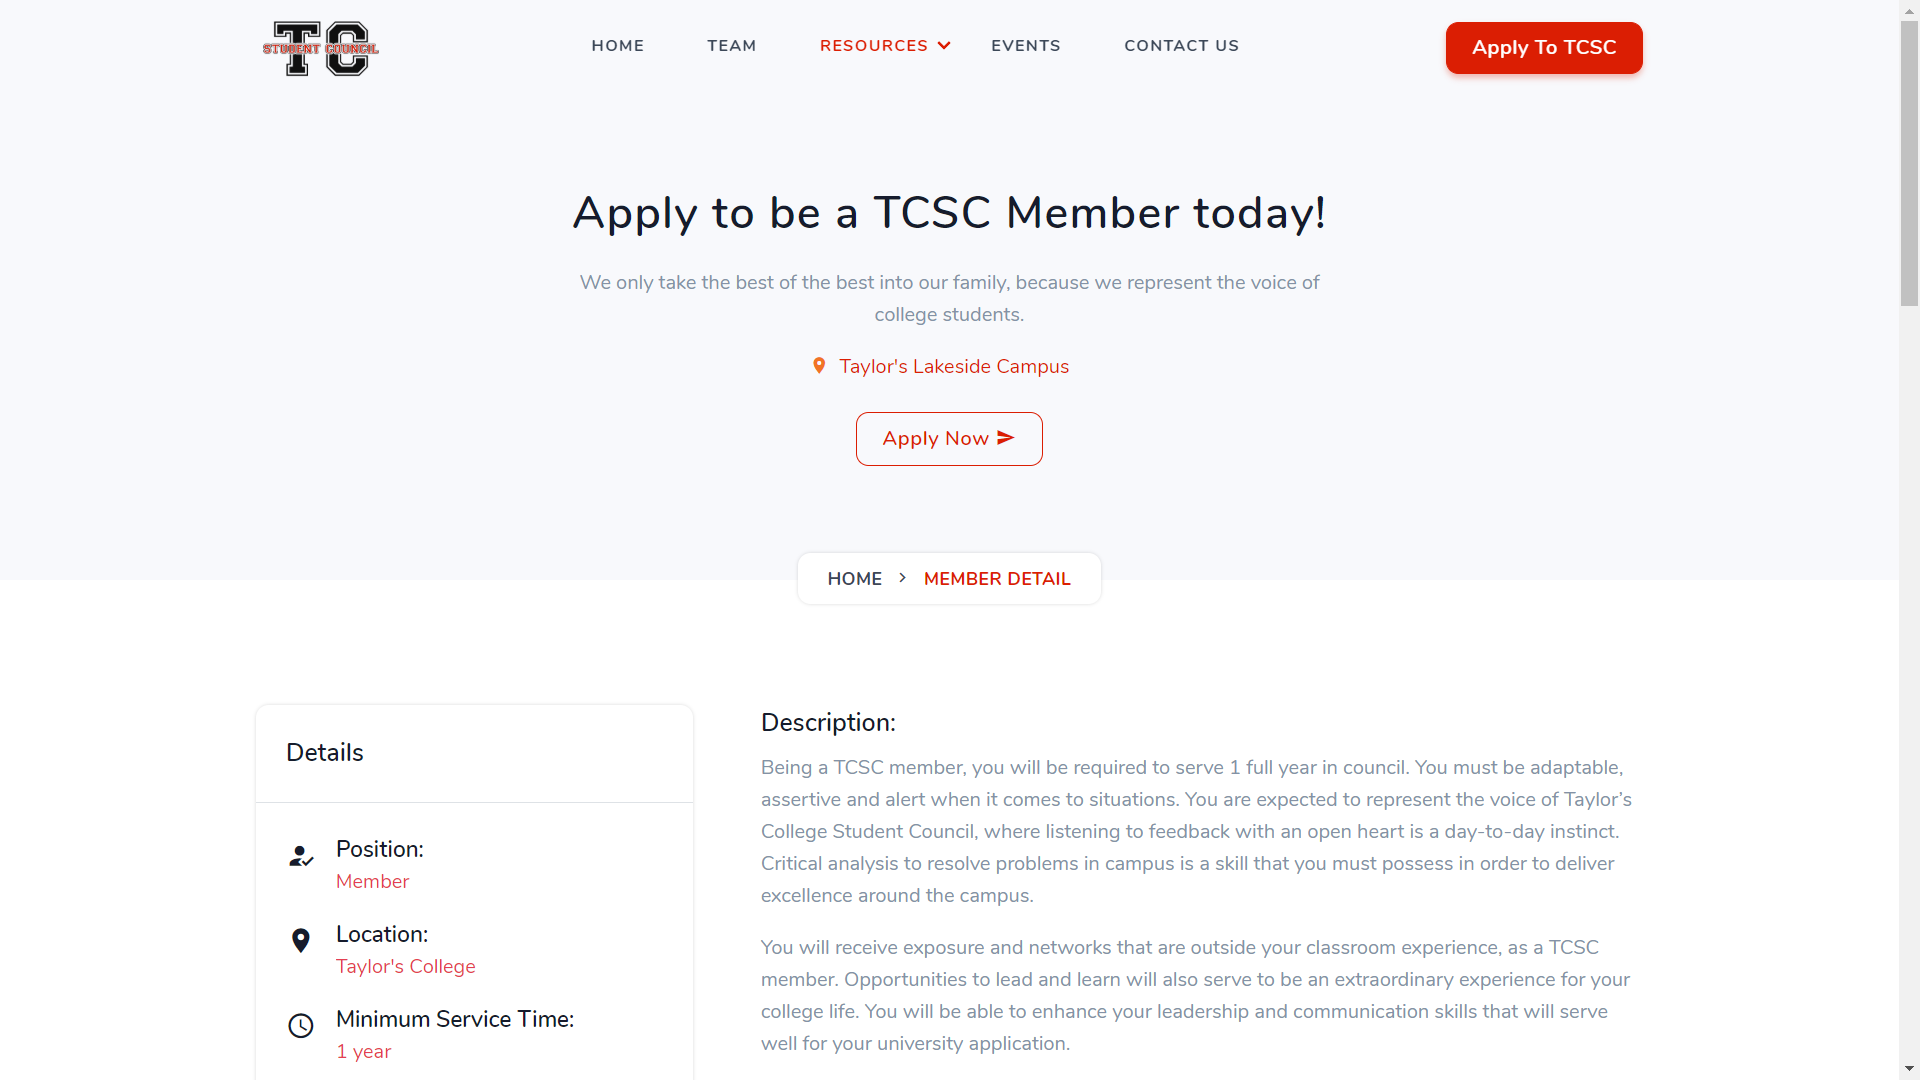 TC
STUDENT COUNCIL
HOME
TEAM
RESOURCES
EVENTS
CONTACT US
Apply To TCSC
Apply to be a TCSC Member today!
We only take the best of the best into our family, because we represent the voice of
college students.
Taylor's Lakeside Campus
Apply Now
HOME > MEMBER DETAIL
Details
Position:
Member
Location:
Taylor's College
Minimum Service Time:
1 year
Description:
Being a TCSC member, you will be required to serve 1 full year in council. You must be adaptable,
assertive and alert when it comes to situations. You are expected to represent the voice of Taylor’s
College Student Council, where listening to feedback with an open heart is a day-to-day instinct.
Critical analysis to resolve problems in campus is a skill that you must possess in order to deliver
excellence around the campus.
You will receive exposure and networks that are outside your classroom experience, as a TCSC
member. Opportunities to lead and learn will also serve to be an extraordinary experience for your
college life. You will be able to enhance your leadership and communication skills that will serve
well for your university application.